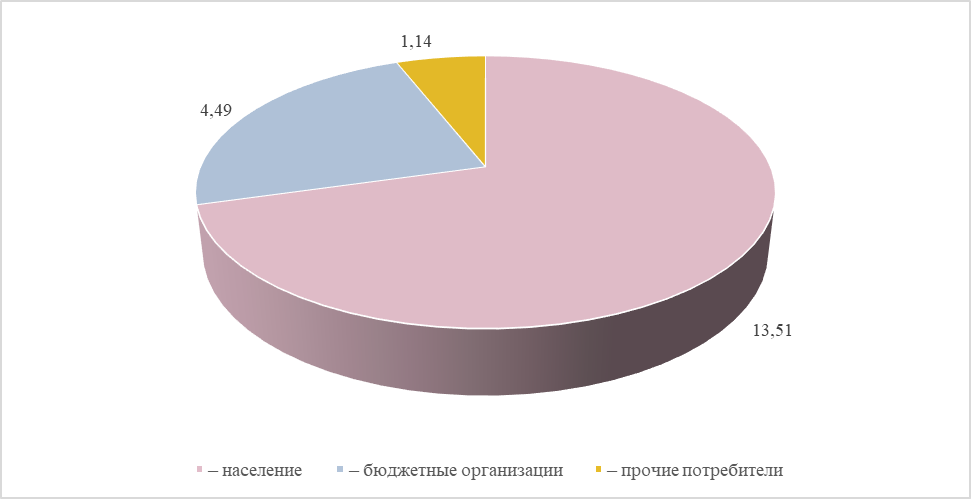 1,14
4,49
13,51
– население – бюджетные организации – прочие потребители